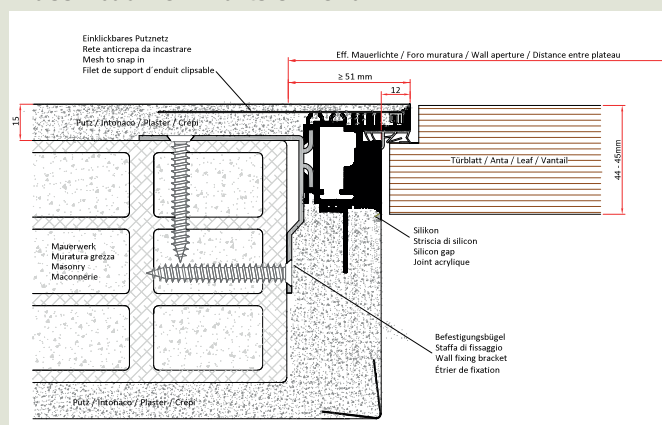 Einklickbares Putznetz
Rete anticrepa da incastrare
Mesh to snap in
Filet de support d´enduit clipsable
Eff. Mauerlichte / Foro muratura / Wall aperture / Distance entre plateau
≥ 51 mm
12
15
Putz / Intonaco / Plaster / Crépi
Türblatt / Anta / Leaf / Vantail
44 - 45mm
Mauerwerk
Muratura grezza
Masonry
Maconnerie
Silikon
Striscia di silicon
Silicon gap
Joint acrylique
Befestigungsbügel
Staffa di fissaggio
Wall fixing bracket
Étrier de fixation
Putz / Intonaco / Plaster / Crépi